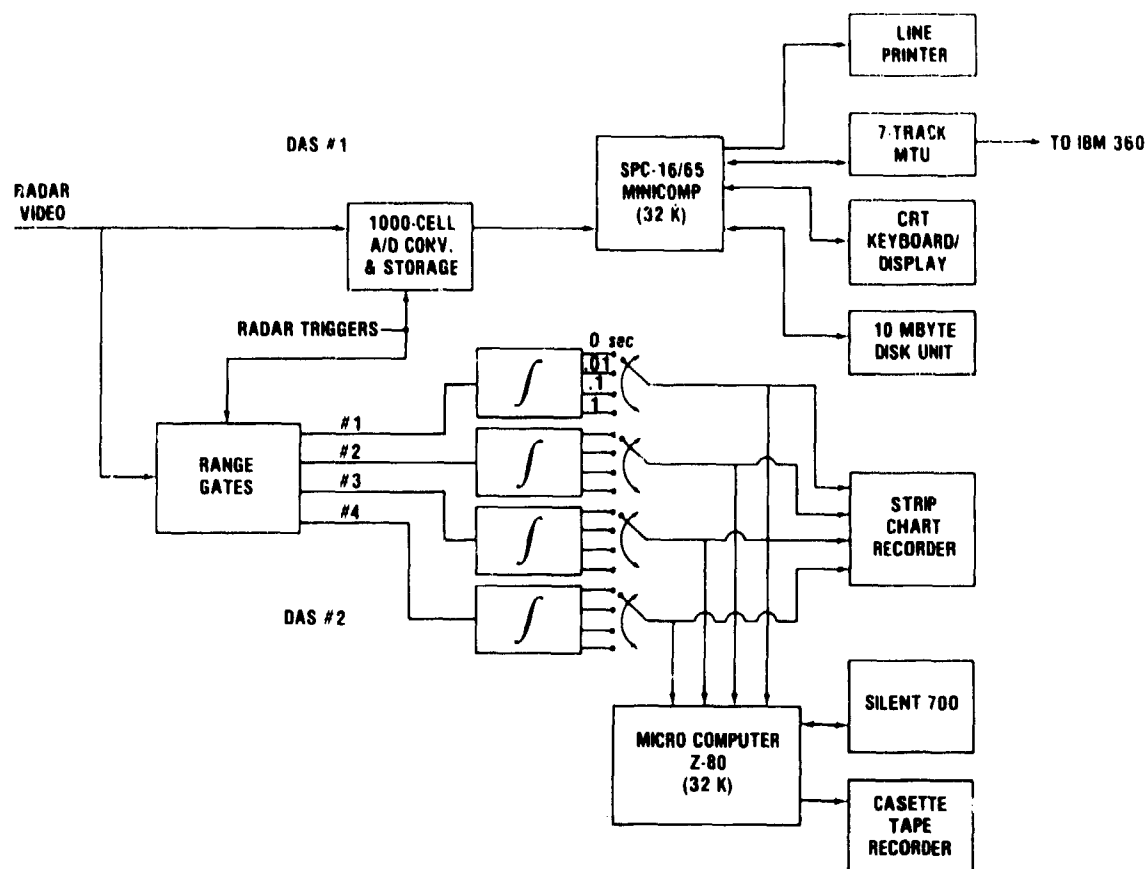 LINE
PRINTER
DAS #1
7-TRACK
MTU
TO IBM 360
SPC-16/65
MINICOMP
(32 K)
RADAR
VIDEO
1000-CELL
A/D CONV.
& STORAGE
CRT
KEYBOARD/
DISPLAY
RADAR TRIGGERS
10 MBYTE
DISK UNIT
0 sec
.01
.1
1
∫
#1
#2
#3
#4
RANGE
GATES
∫
∫
∫
STRIP
CHART
RECORDER
DAS #2
SILENT 700
MICRO COMPUTER
Z-80
(32 K)
CASETTE
TAPE
RECORDER